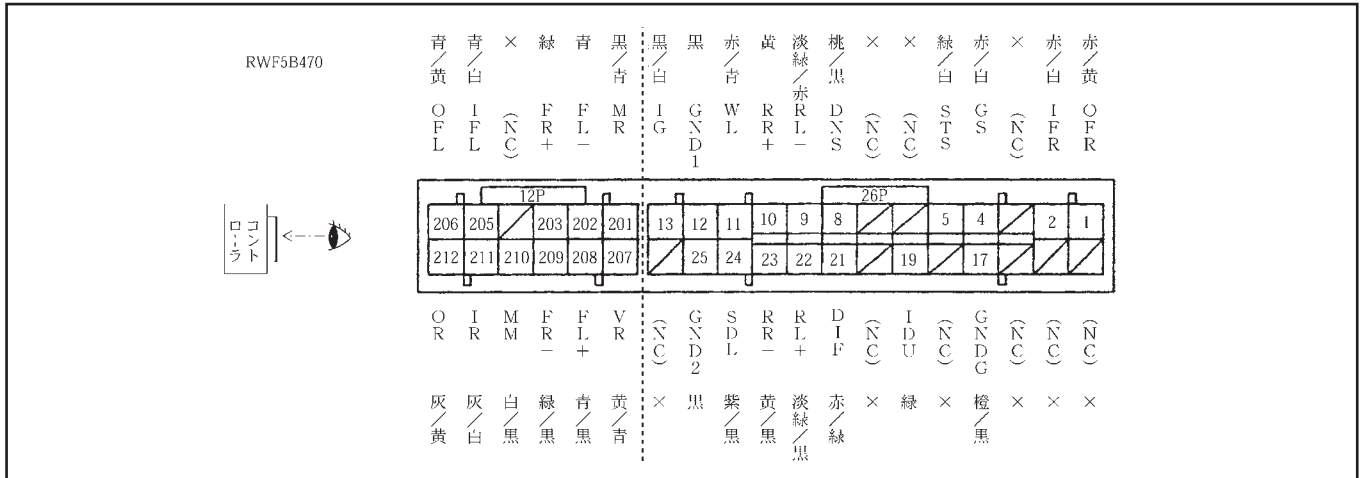 RWF5B470
青／黄 青／白 × 緑 青 黒／青 黒／白 黒 赤／青 黄 淡緑／赤 桃／黒 × × 緑／白 赤／白 × 赤／白 赤／黄
OFL IFL (NC) FR+ FL- MR IG GND1 WL RR+ RL- DNS (NC) (NC) STS GS (NC) IFR OFR
12P 26P
206 205 203 202 201 13 12 11 10 9 8 5 4 2 1
212 211 210 209 208 207 25 24 23 22 21 19 17
コント
ローラ
OR IR MM FR- FL+ VR (NC) GND2 SDL RR- RL+ DIF (NC) IDU (NC) GNDG (NC) (NC) (NC)
灰／黄 灰／白 白／黒 緑／黒 青／黒 黄／青 × 黒 紫／黒 黄／黒 淡緑／黒 赤／緑 × 緑 × 橙／黒 × × ×